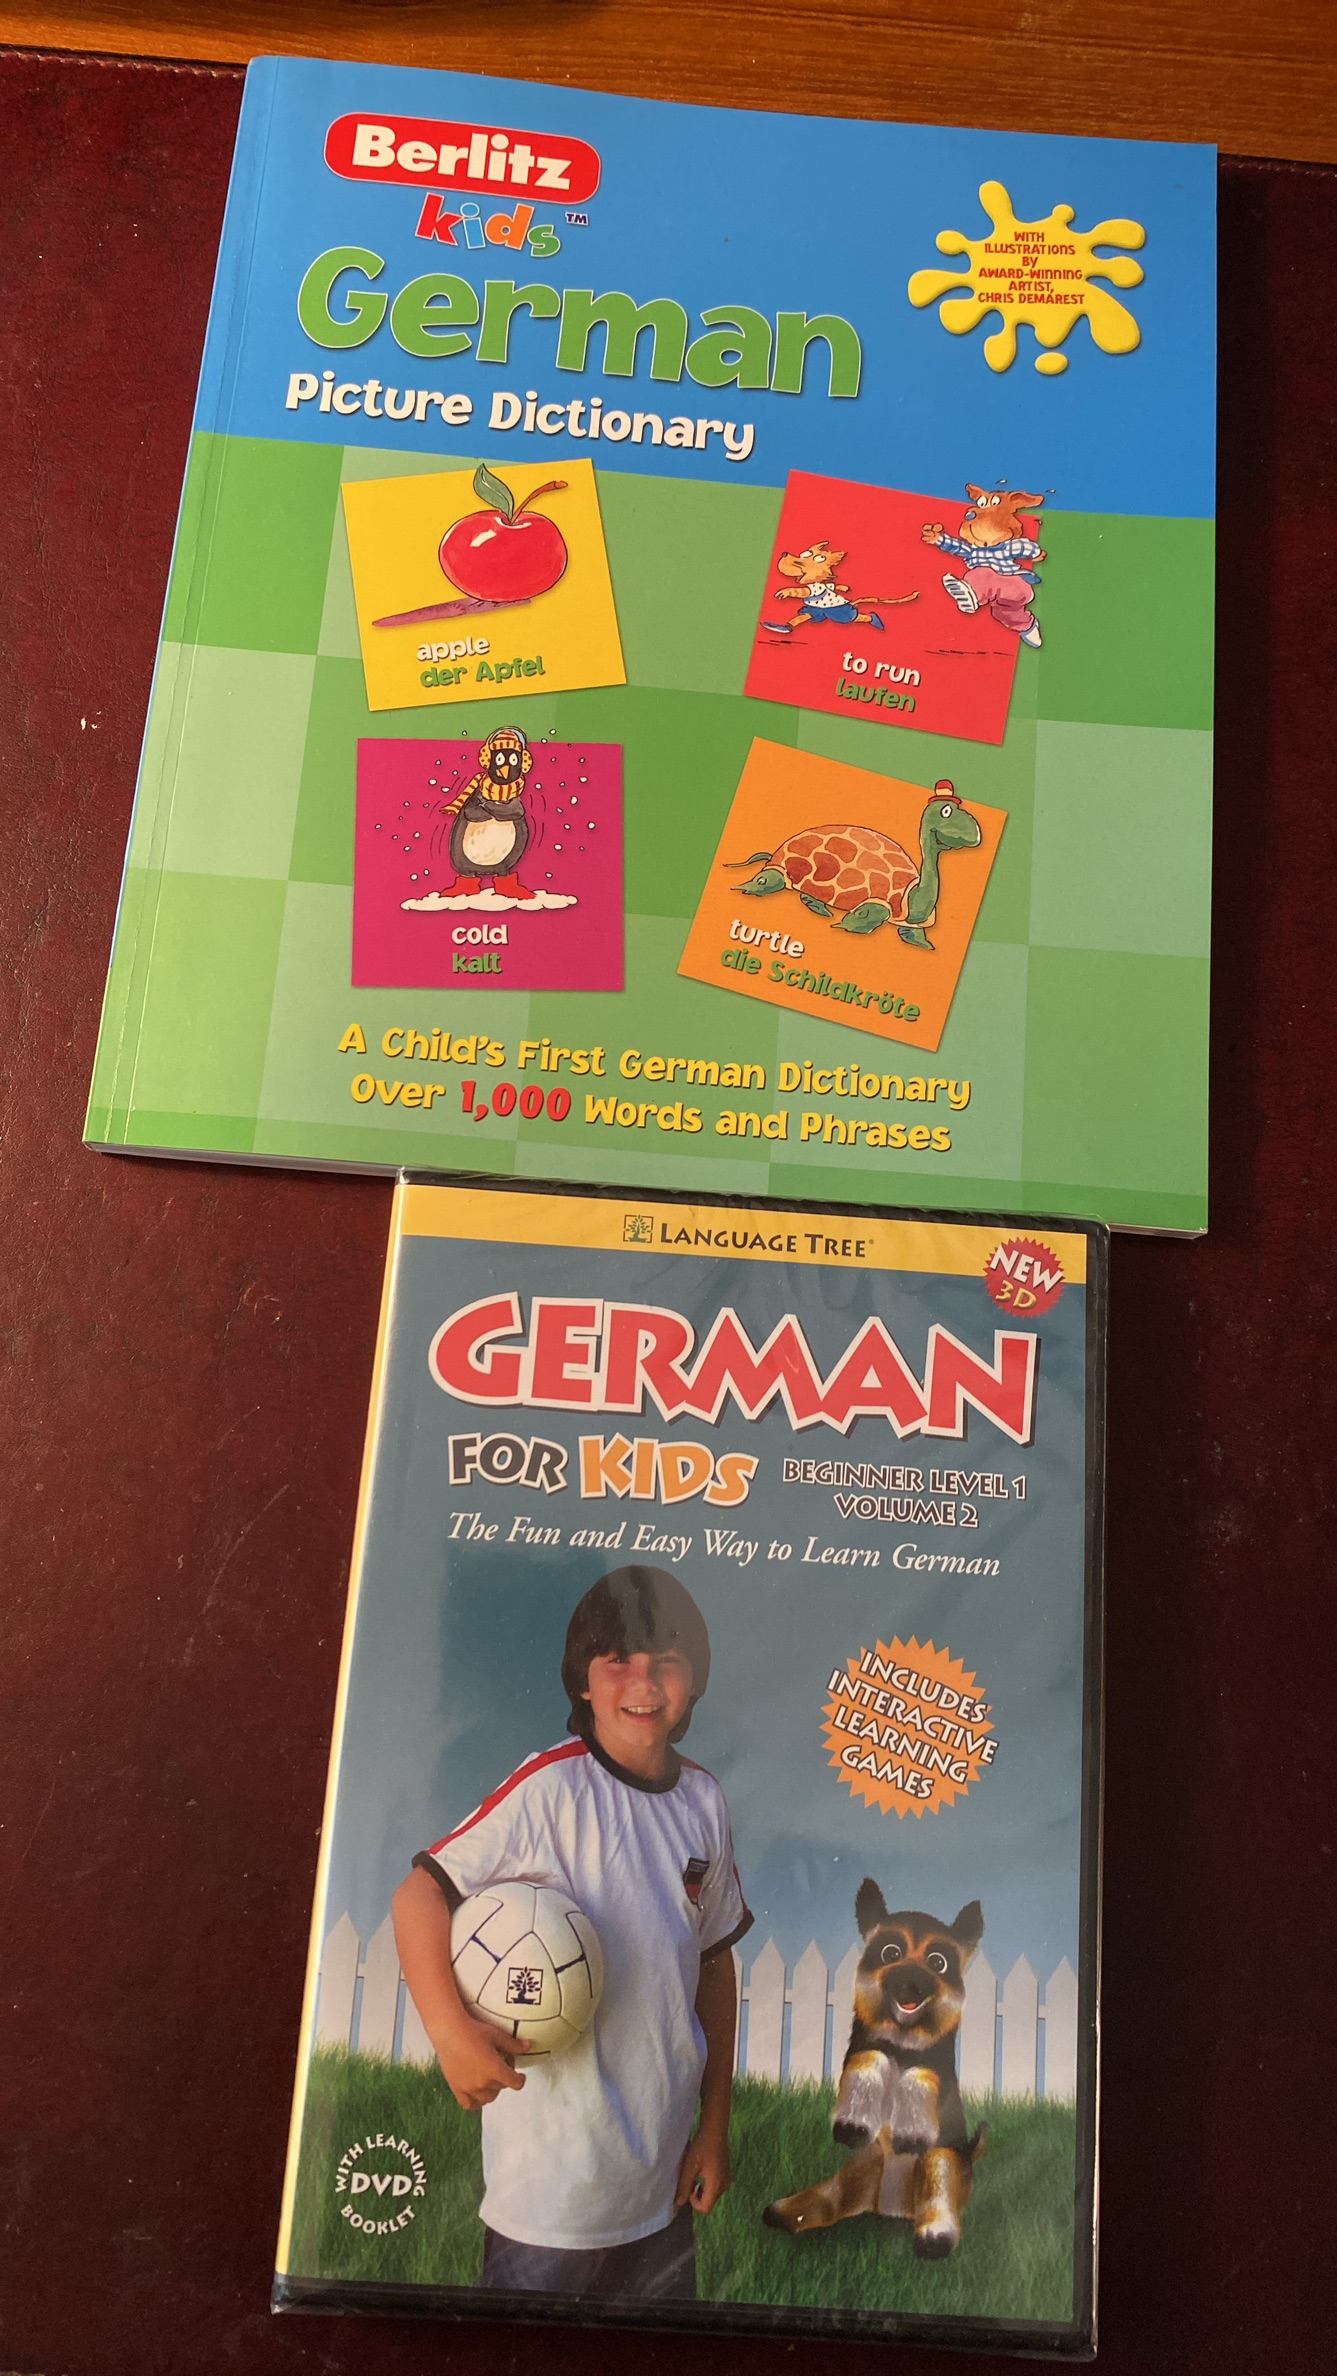 Berlitz
kids™
German
Picture Dictionary
WITH
ILLUSTRATIONS
BY
AWARD-WINNING
ARTIST,
CHRIS DEMAREST
apple
der Apfel
to run
laufen
cold
kalt
turtle
die Schildkröte
A Child's First German Dictionary
Over 1,000 Words and Phrases
LANGUAGE TREE®
NEW
3D
GERMAN
FOR KIDS
BEGINNER LEVEL 1
VOLUME 2
The Fun and Easy Way to Learn German
INCLUDES
INTERACTIVE
LEARNING
GAMES
WITH LEARNING
DVD
BOOKLET